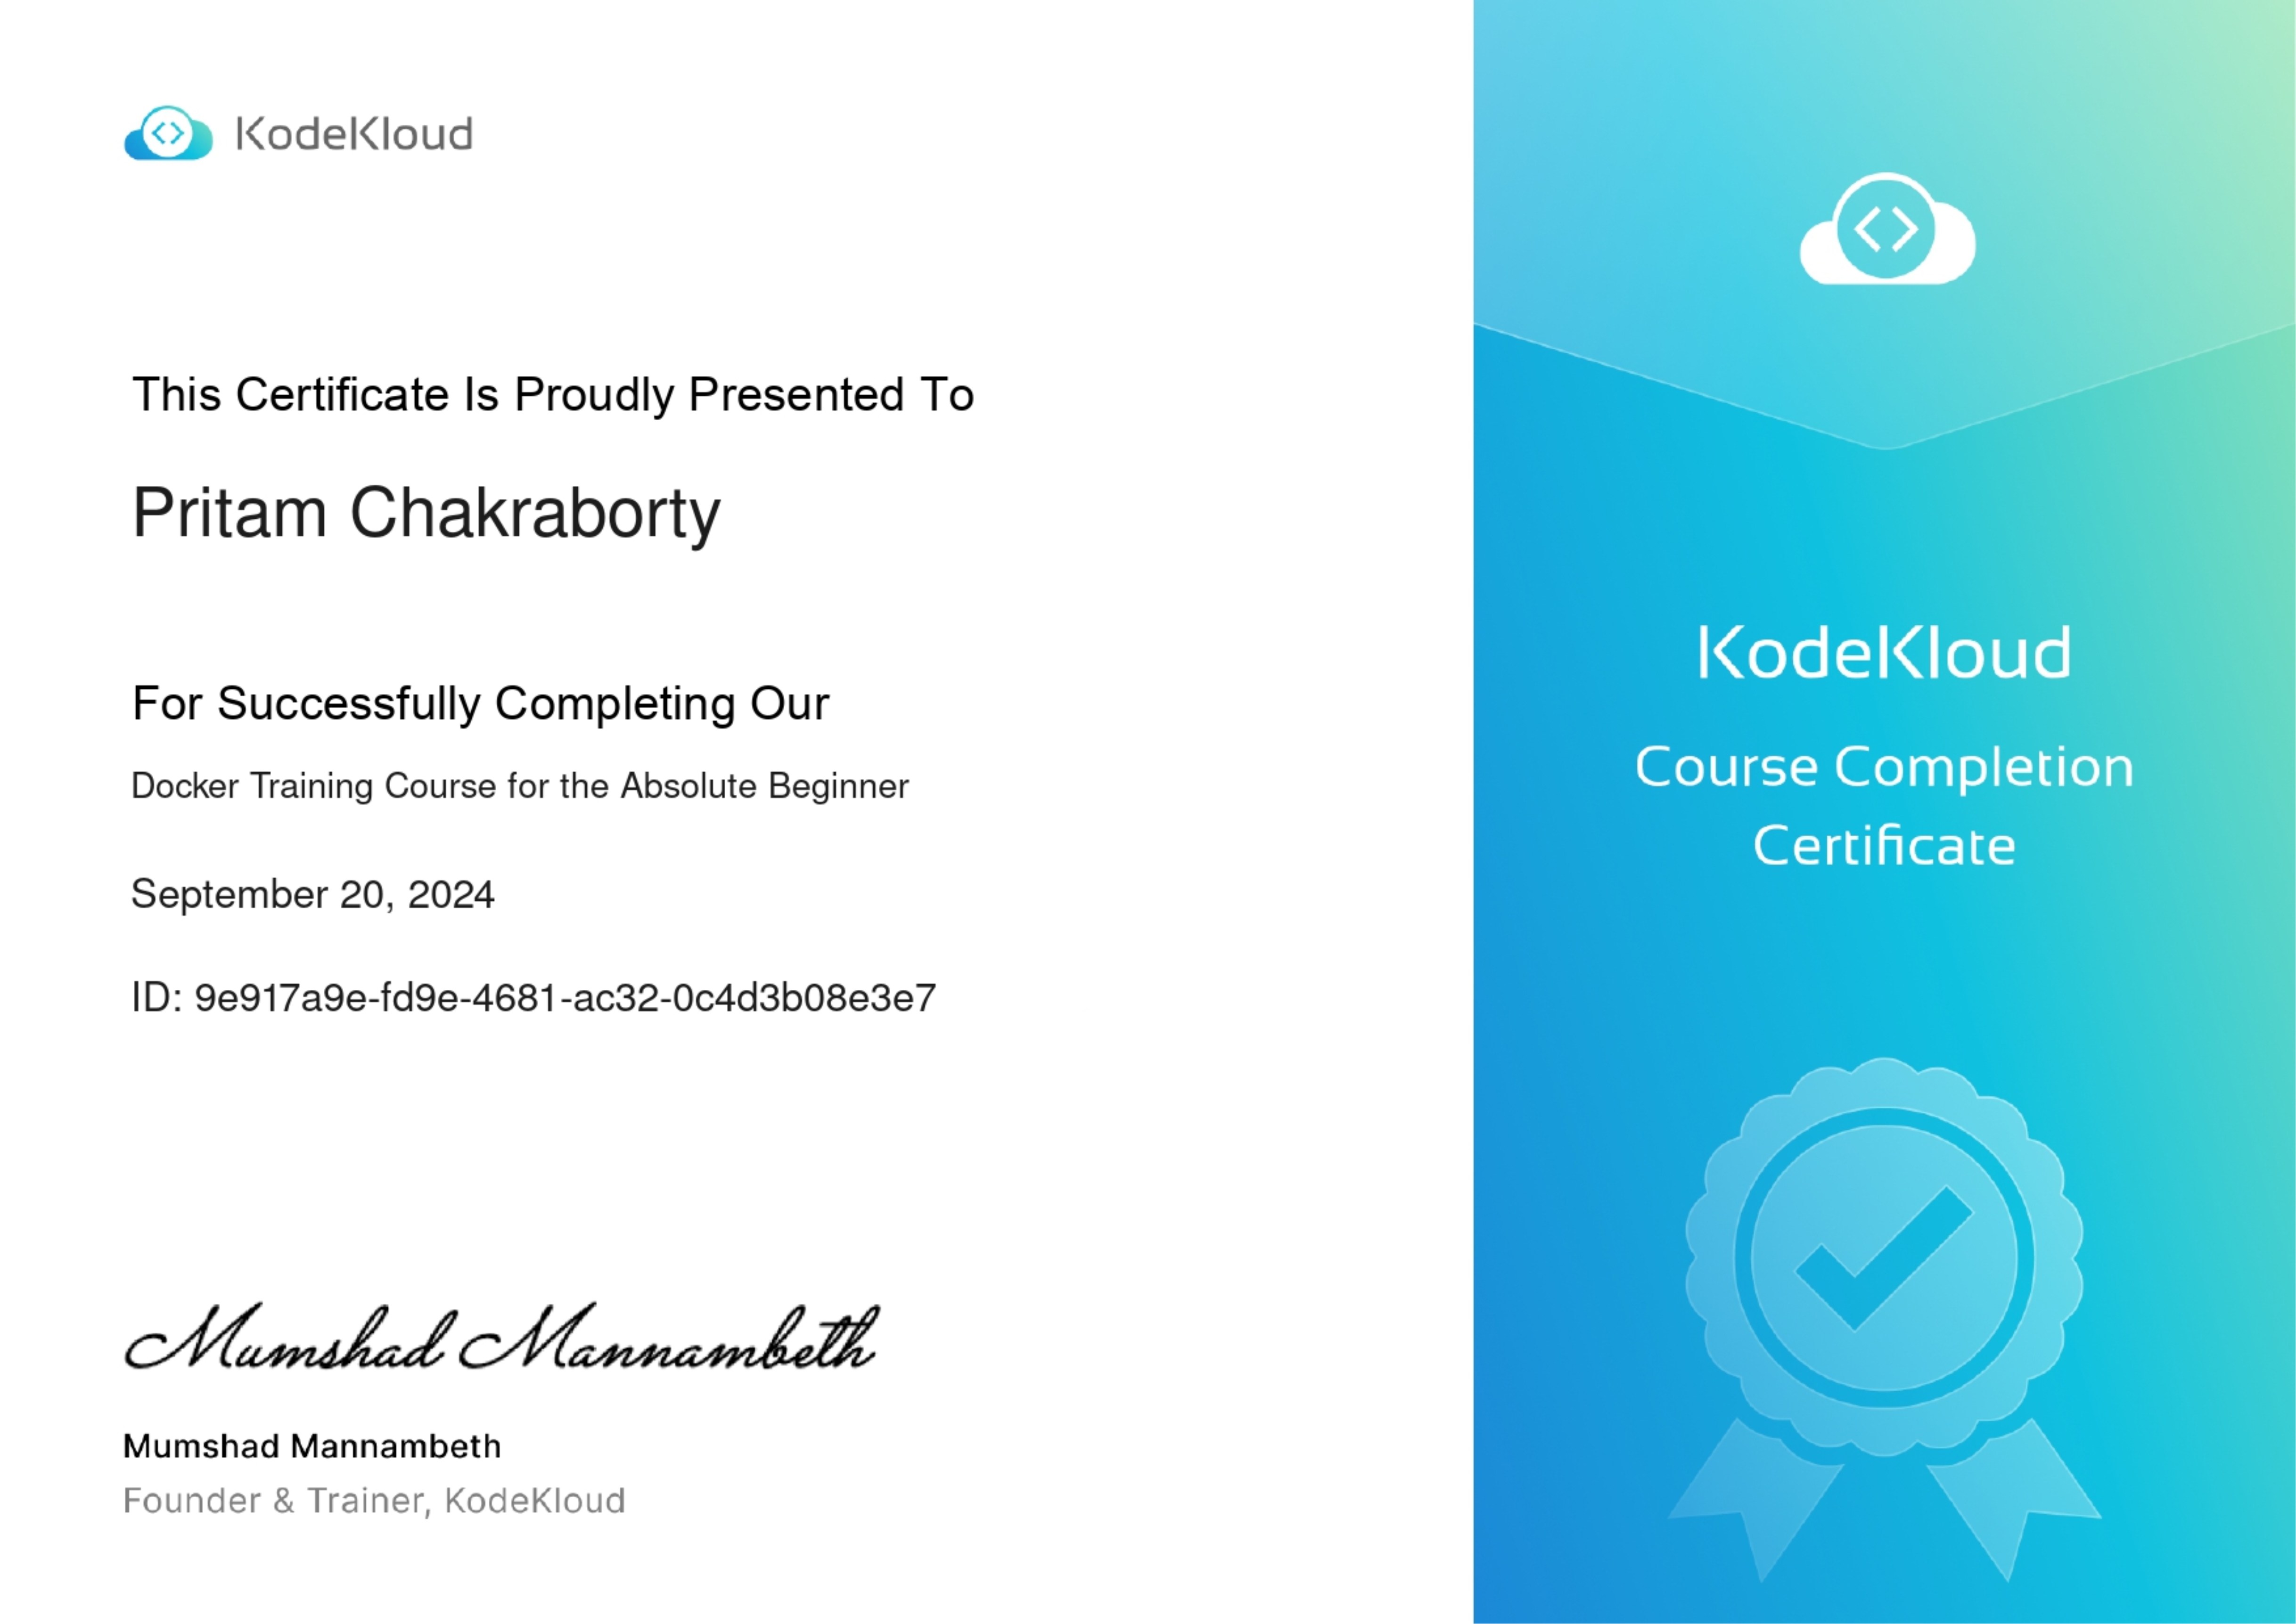 KodeKloud
This Certificate Is Proudly Presented To
Pritam Chakraborty
For Successfully Completing Our
Docker Training Course for the Absolute Beginner
September 20, 2024
ID: 9e917a9e-fd9e-4681-ac32-0c4d3b08e3e7
Mumshad Mannambeth
Mumshad Mannambeth
Founder & Trainer, KodeKloud
KodeKloud
Course Completion
Certificate